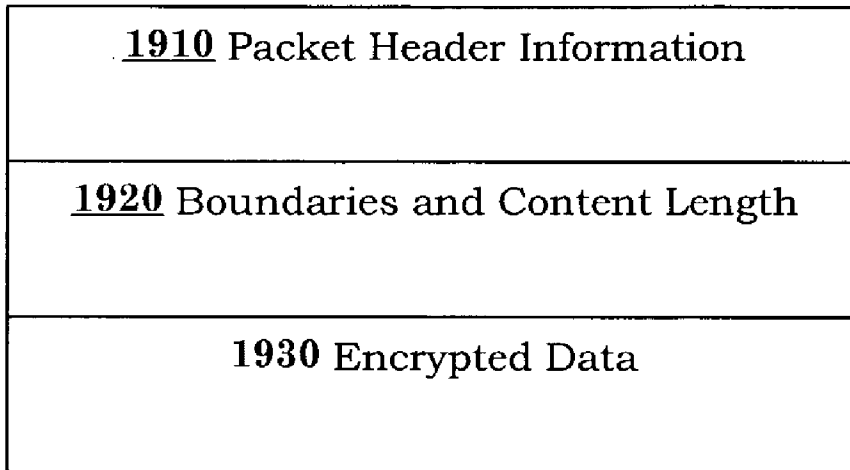 1910 Packet Header Information
1920 Boundaries and Content Length
1930 Encrypted Data